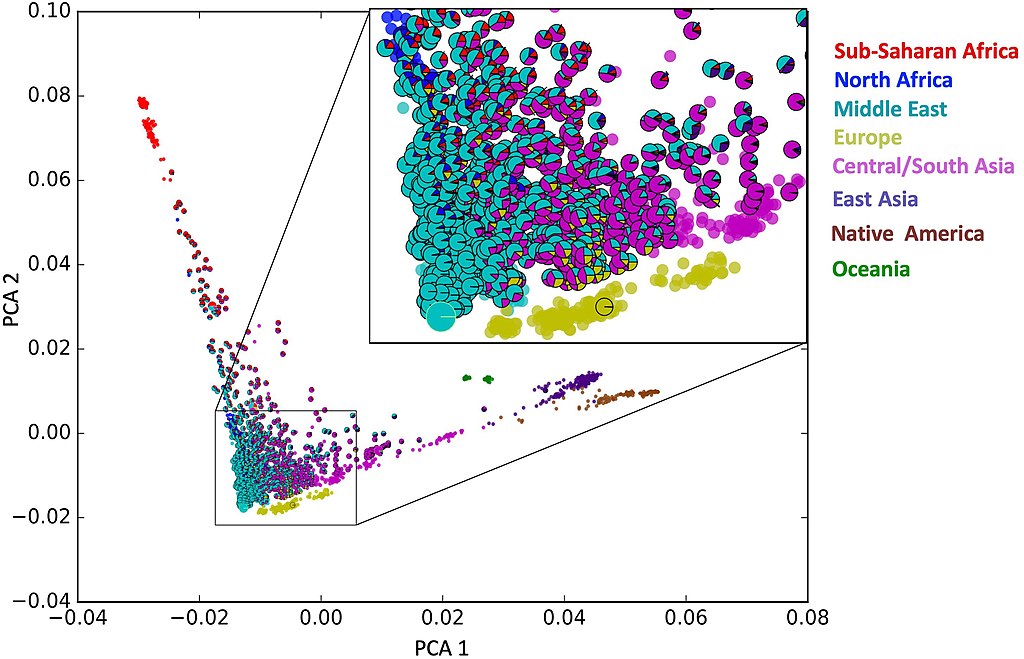 0.10
0.08
0.06
0.04
0.02
0.00
−0.02
−0.04
PCA 2
−0.04
−0.02
0.00
0.02
0.04
0.06
0.08
PCA 1
Sub-Saharan Africa
North Africa
Middle East
Europe
Central/South Asia
East Asia
Native America
Oceania